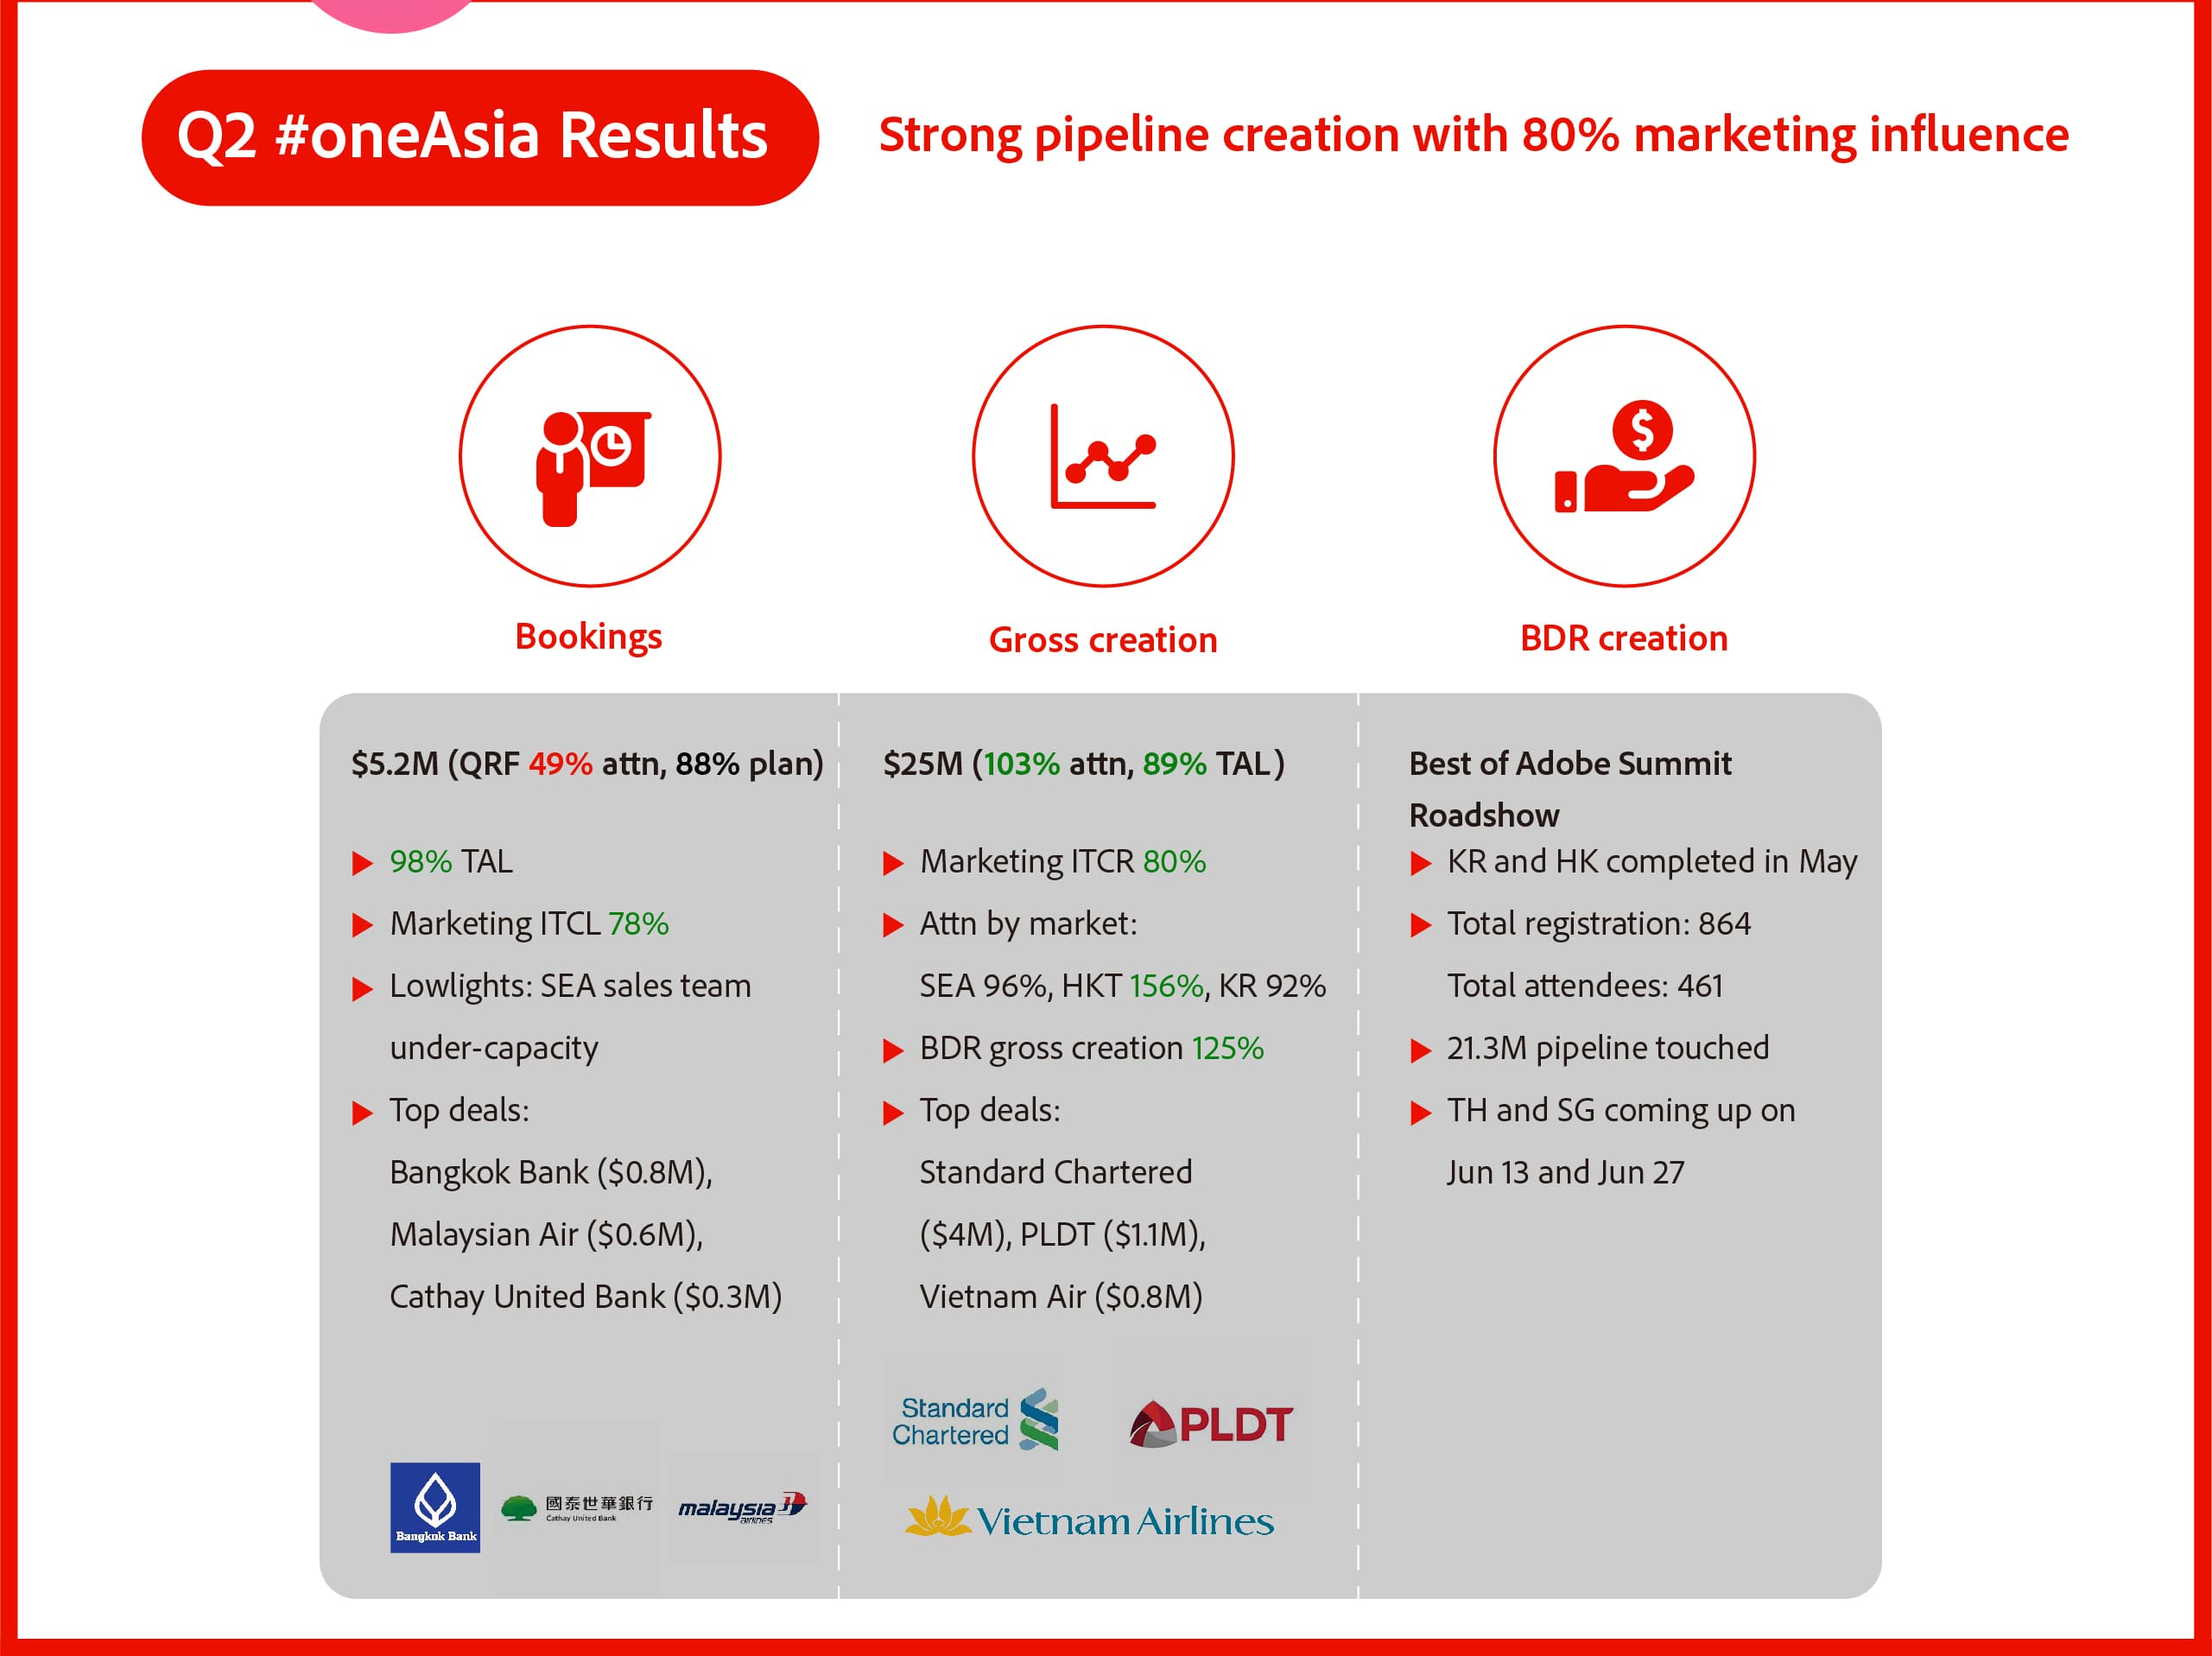 Q2 #oneAsia Results
Strong pipeline creation with 80% marketing influence
Bookings
Gross creation
BDR creation
$5.2M (QRF 49% attn, 88% plan)
98% TAL
Marketing ITCL 78%
Lowlights: SEA sales team
under-capacity
Top deals:
Bangkok Bank ($0.8M),
Malaysian Air ($0.6M),
Cathay United Bank ($0.3M)
Bangkok Bank
國泰世華銀行
Cathay United Bank
malaysia
airlines
$25M (103% attn, 89% TAL)
Marketing ITCR 80%
Attn by market:
SEA 96%, HKT 156%, KR 92%
BDR gross creation 125%
Top deals:
Standard Chartered
($4M), PLDT ($1.1M),
Vietnam Air ($0.8M)
Standard
Chartered
PLDT
Vietnam Airlines
Best of Adobe Summit
Roadshow
KR and HK completed in May
Total registration: 864
Total attendees: 461
21.3M pipeline touched
TH and SG coming up on
Jun 13 and Jun 27